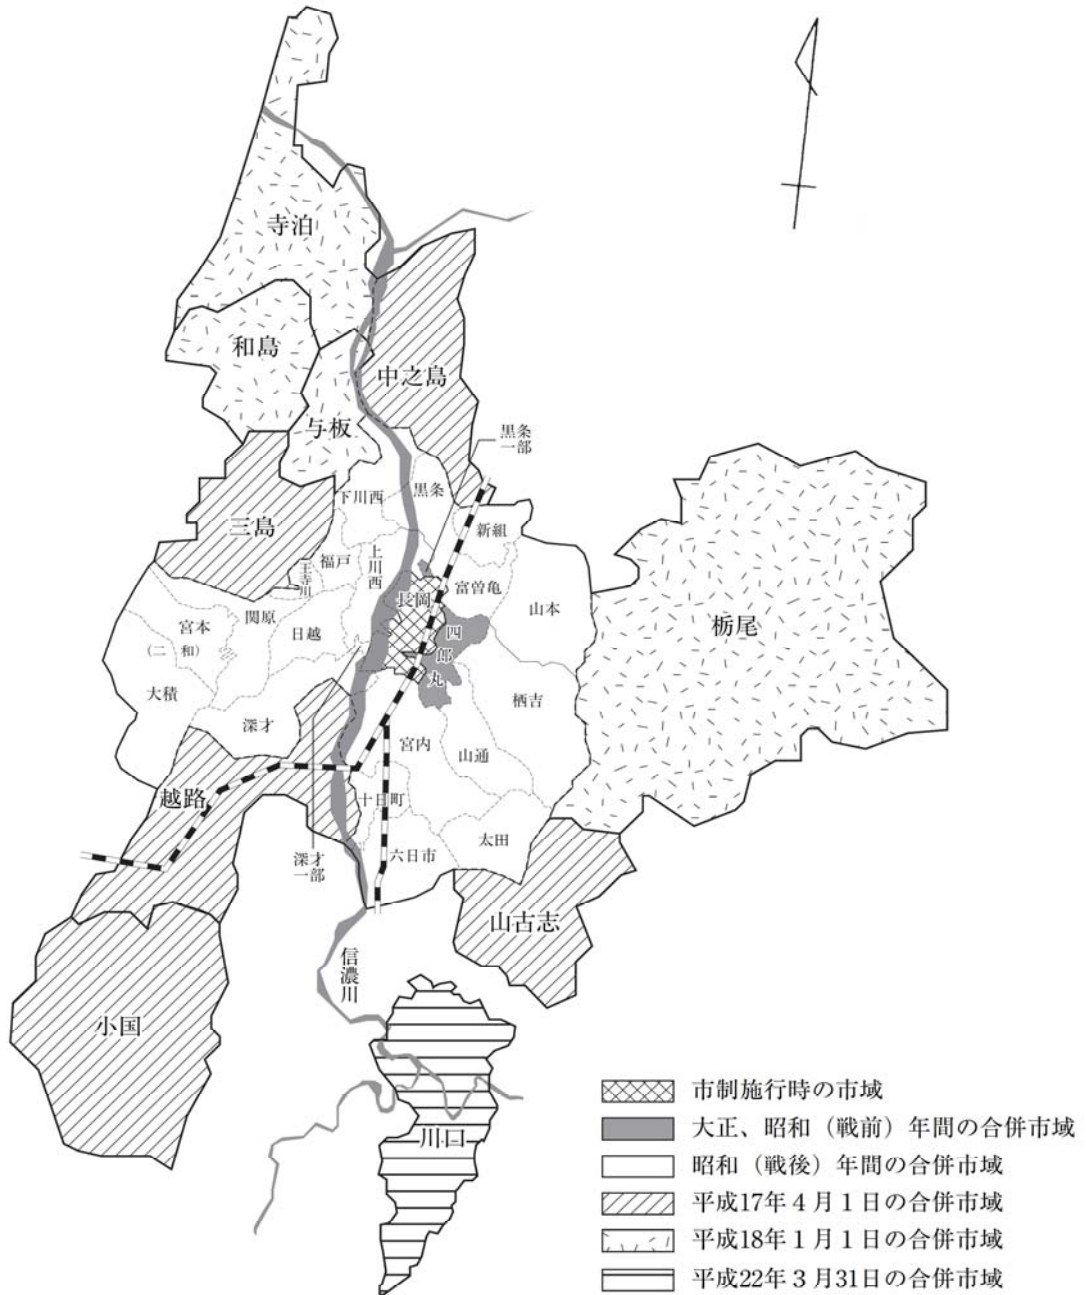 寺泊
和島
中之島
与板
黒条
一部
下川西
黒条
三島
新組
福戸
上川西
王寺川
長岡
富曽亀
山本
関原
日越
宮本
(二和)
四郎丸
栃尾
大積
栖吉
深才
宮内
山通
越路
十日町
太田
六日市
深才
一部
山古志
信濃川
小国
川口
市制施行時の市域
大正、昭和（戦前）年間の合併市域
昭和（戦後）年間の合併市域
平成17年4月1日の合併市域
平成18年1月1日の合併市域
平成22年3月31日の合併市域